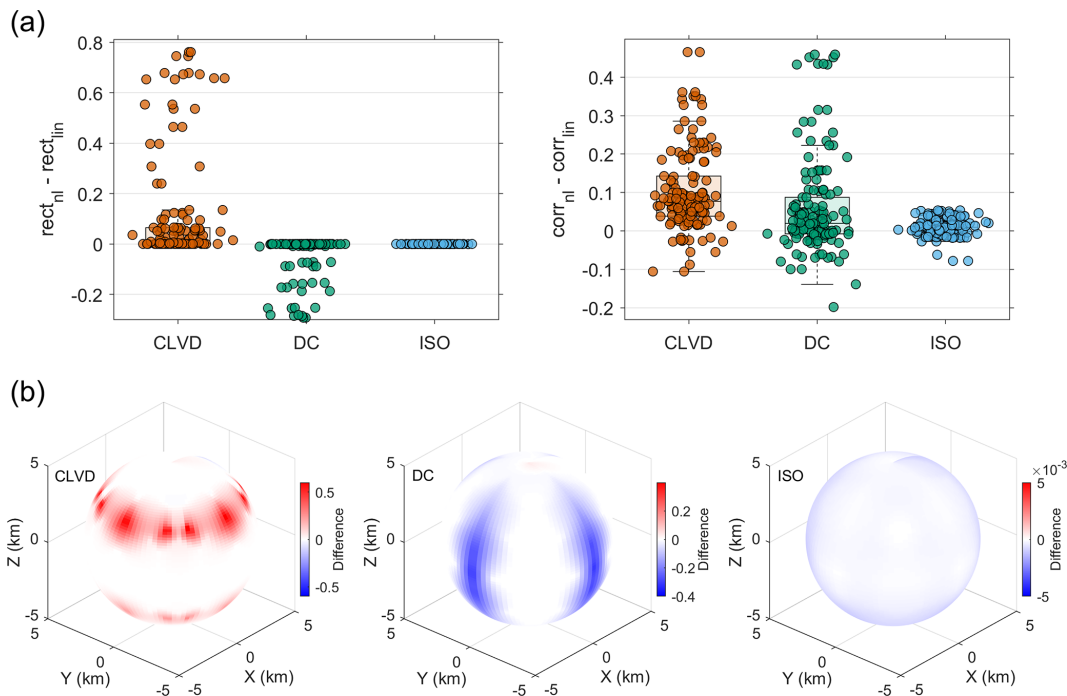 (a)
0.8
0.6
0.4
0.2
0
-0.2
rect_nl - rect_lin
CLVD
DC
ISO
0.4
0.3
0.2
0.1
0
-0.1
-0.2
corr_nl - corr_lin
CLVD
DC
ISO
(b)
CLVD
5
0
-5
Z (km)
5
0
-5
Y (km)
-5
0
5
X (km)
0.5
0
-0.5
Difference
DC
5
0
-5
Z (km)
5
0
-5
Y (km)
-5
0
5
X (km)
0.2
0
-0.2
-0.4
Difference
ISO
5
0
-5
Z (km)
5
0
-5
Y (km)
-5
0
5
X (km)
×10⁻³
5
0
-5
Difference